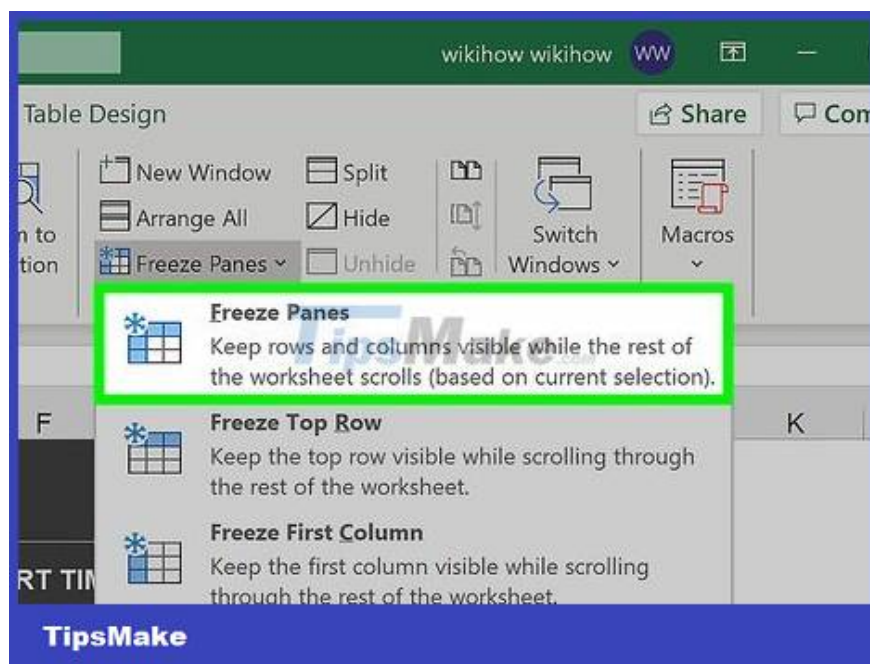 wikihow wikihow WW
Table Design Share
New Window Split
Arrange All Hide Switch Macros
to
Freeze Panes Unhide Windows
Freeze Panes
Keep rows and columns visible while the rest of
the worksheet scrolls (based on current selection).
TipsMake.com
F K
Freeze Top Row
Keep the top row visible while scrolling through
the rest of the worksheet.
Freeze First Column
Keep the first column visible while scrolling
through the rest of the worksheet.
TipsMake